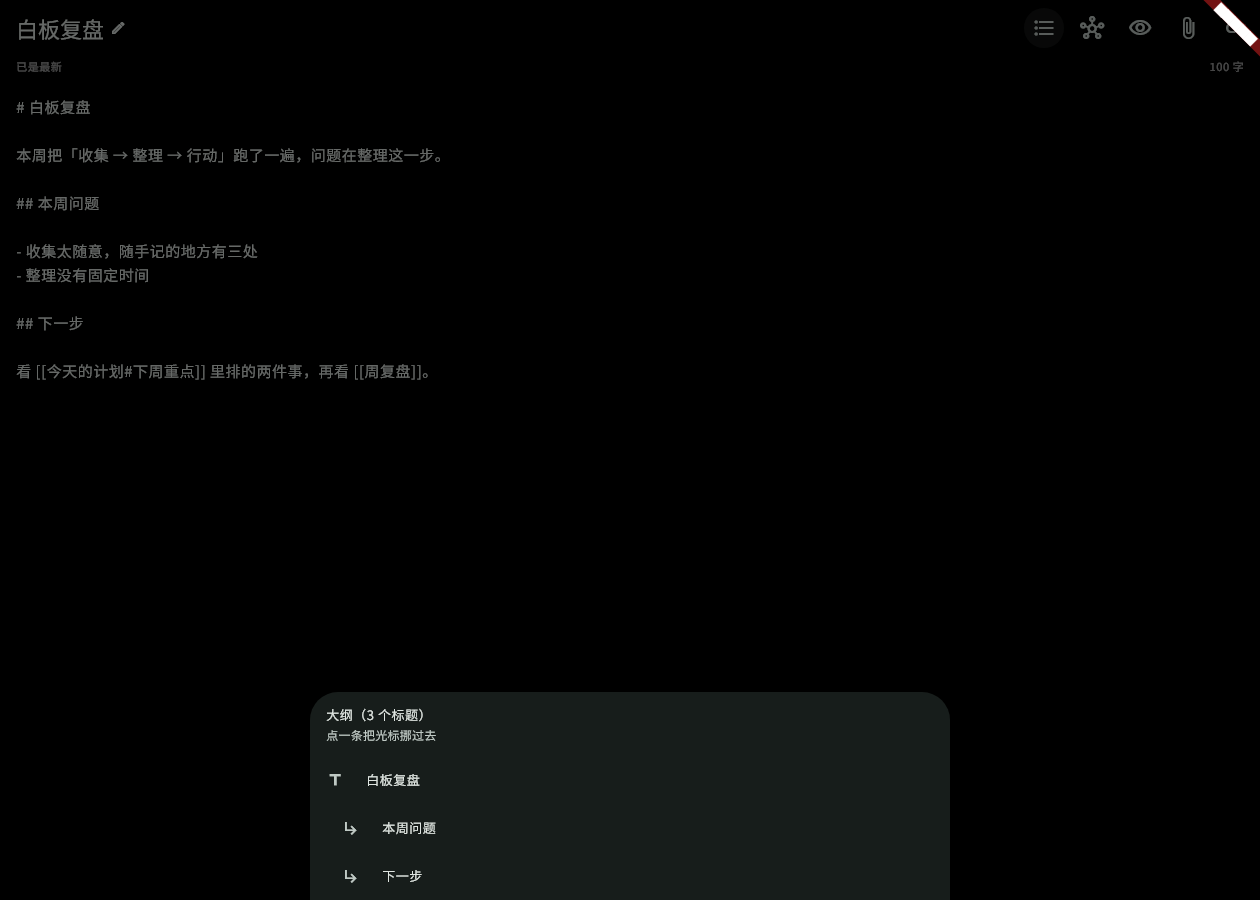 白板复盘
已是最新
100 字
# 白板复盘
本周把「收集 → 整理 → 行动」跑了一遍，问题在整理这一步。
## 本周问题
- 收集太随意，随手记的地方有三处
- 整理没有固定时间
## 下一步
看 [[今天的计划#下周重点]] 里排的两件事，再看 [[周复盘]]。
大纲（3 个标题）
点一条把光标挪过去
白板复盘
本周问题
下一步